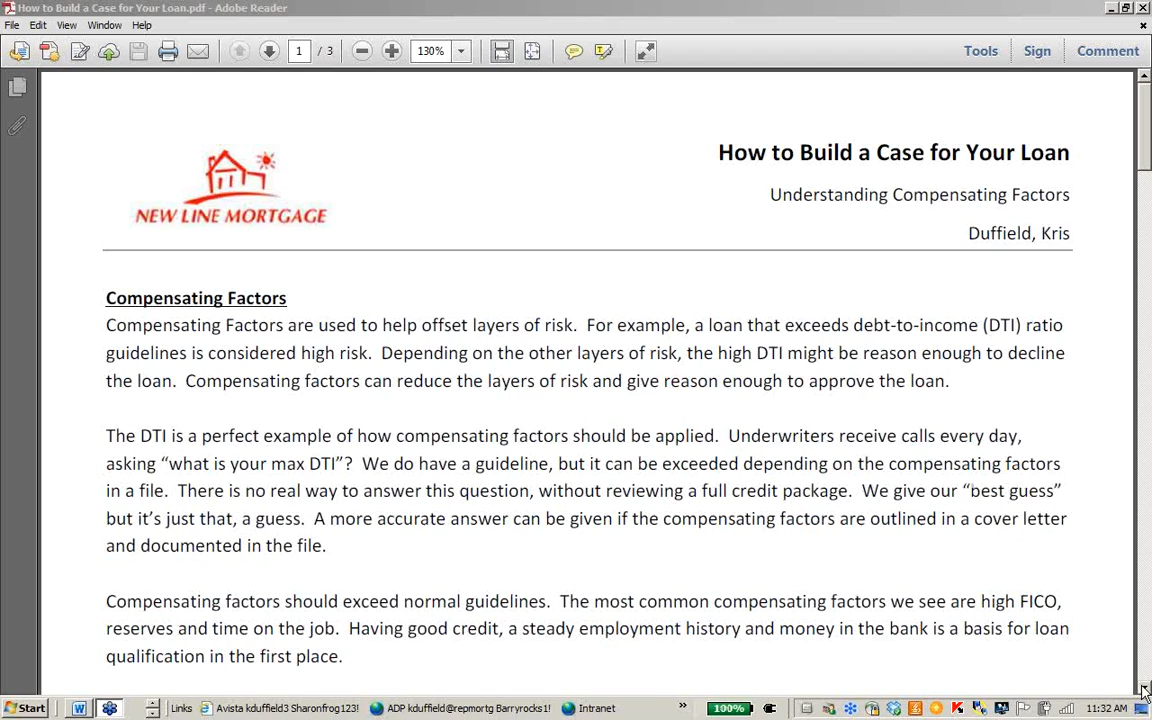 How to Build a Case for Your Loan.pdf - Adobe Reader
File Edit View Window Help
1 / 3 130% Tools Sign Comment
NEW LINE MORTGAGE
How to Build a Case for Your Loan
Understanding Compensating Factors
Duffield, Kris
Compensating Factors
Compensating Factors are used to help offset layers of risk. For example, a loan that exceeds debt-to-income (DTI) ratio
guidelines is considered high risk. Depending on the other layers of risk, the high DTI might be reason enough to decline
the loan. Compensating factors can reduce the layers of risk and give reason enough to approve the loan.
The DTI is a perfect example of how compensating factors should be applied. Underwriters receive calls every day,
asking “what is your max DTI”? We do have a guideline, but it can be exceeded depending on the compensating factors
in a file. There is no real way to answer this question, without reviewing a full credit package. We give our “best guess”
but it’s just that, a guess. A more accurate answer can be given if the compensating factors are outlined in a cover letter
and documented in the file.
Compensating factors should exceed normal guidelines. The most common compensating factors we see are high FICO,
reserves and time on the job. Having good credit, a steady employment history and money in the bank is a basis for loan
qualification in the first place.
Start Links Avista kduffield3 Sharonfrog123! ADP kduffield@repmortg Barryrocks1! Intranet » 100% 11:32 AM